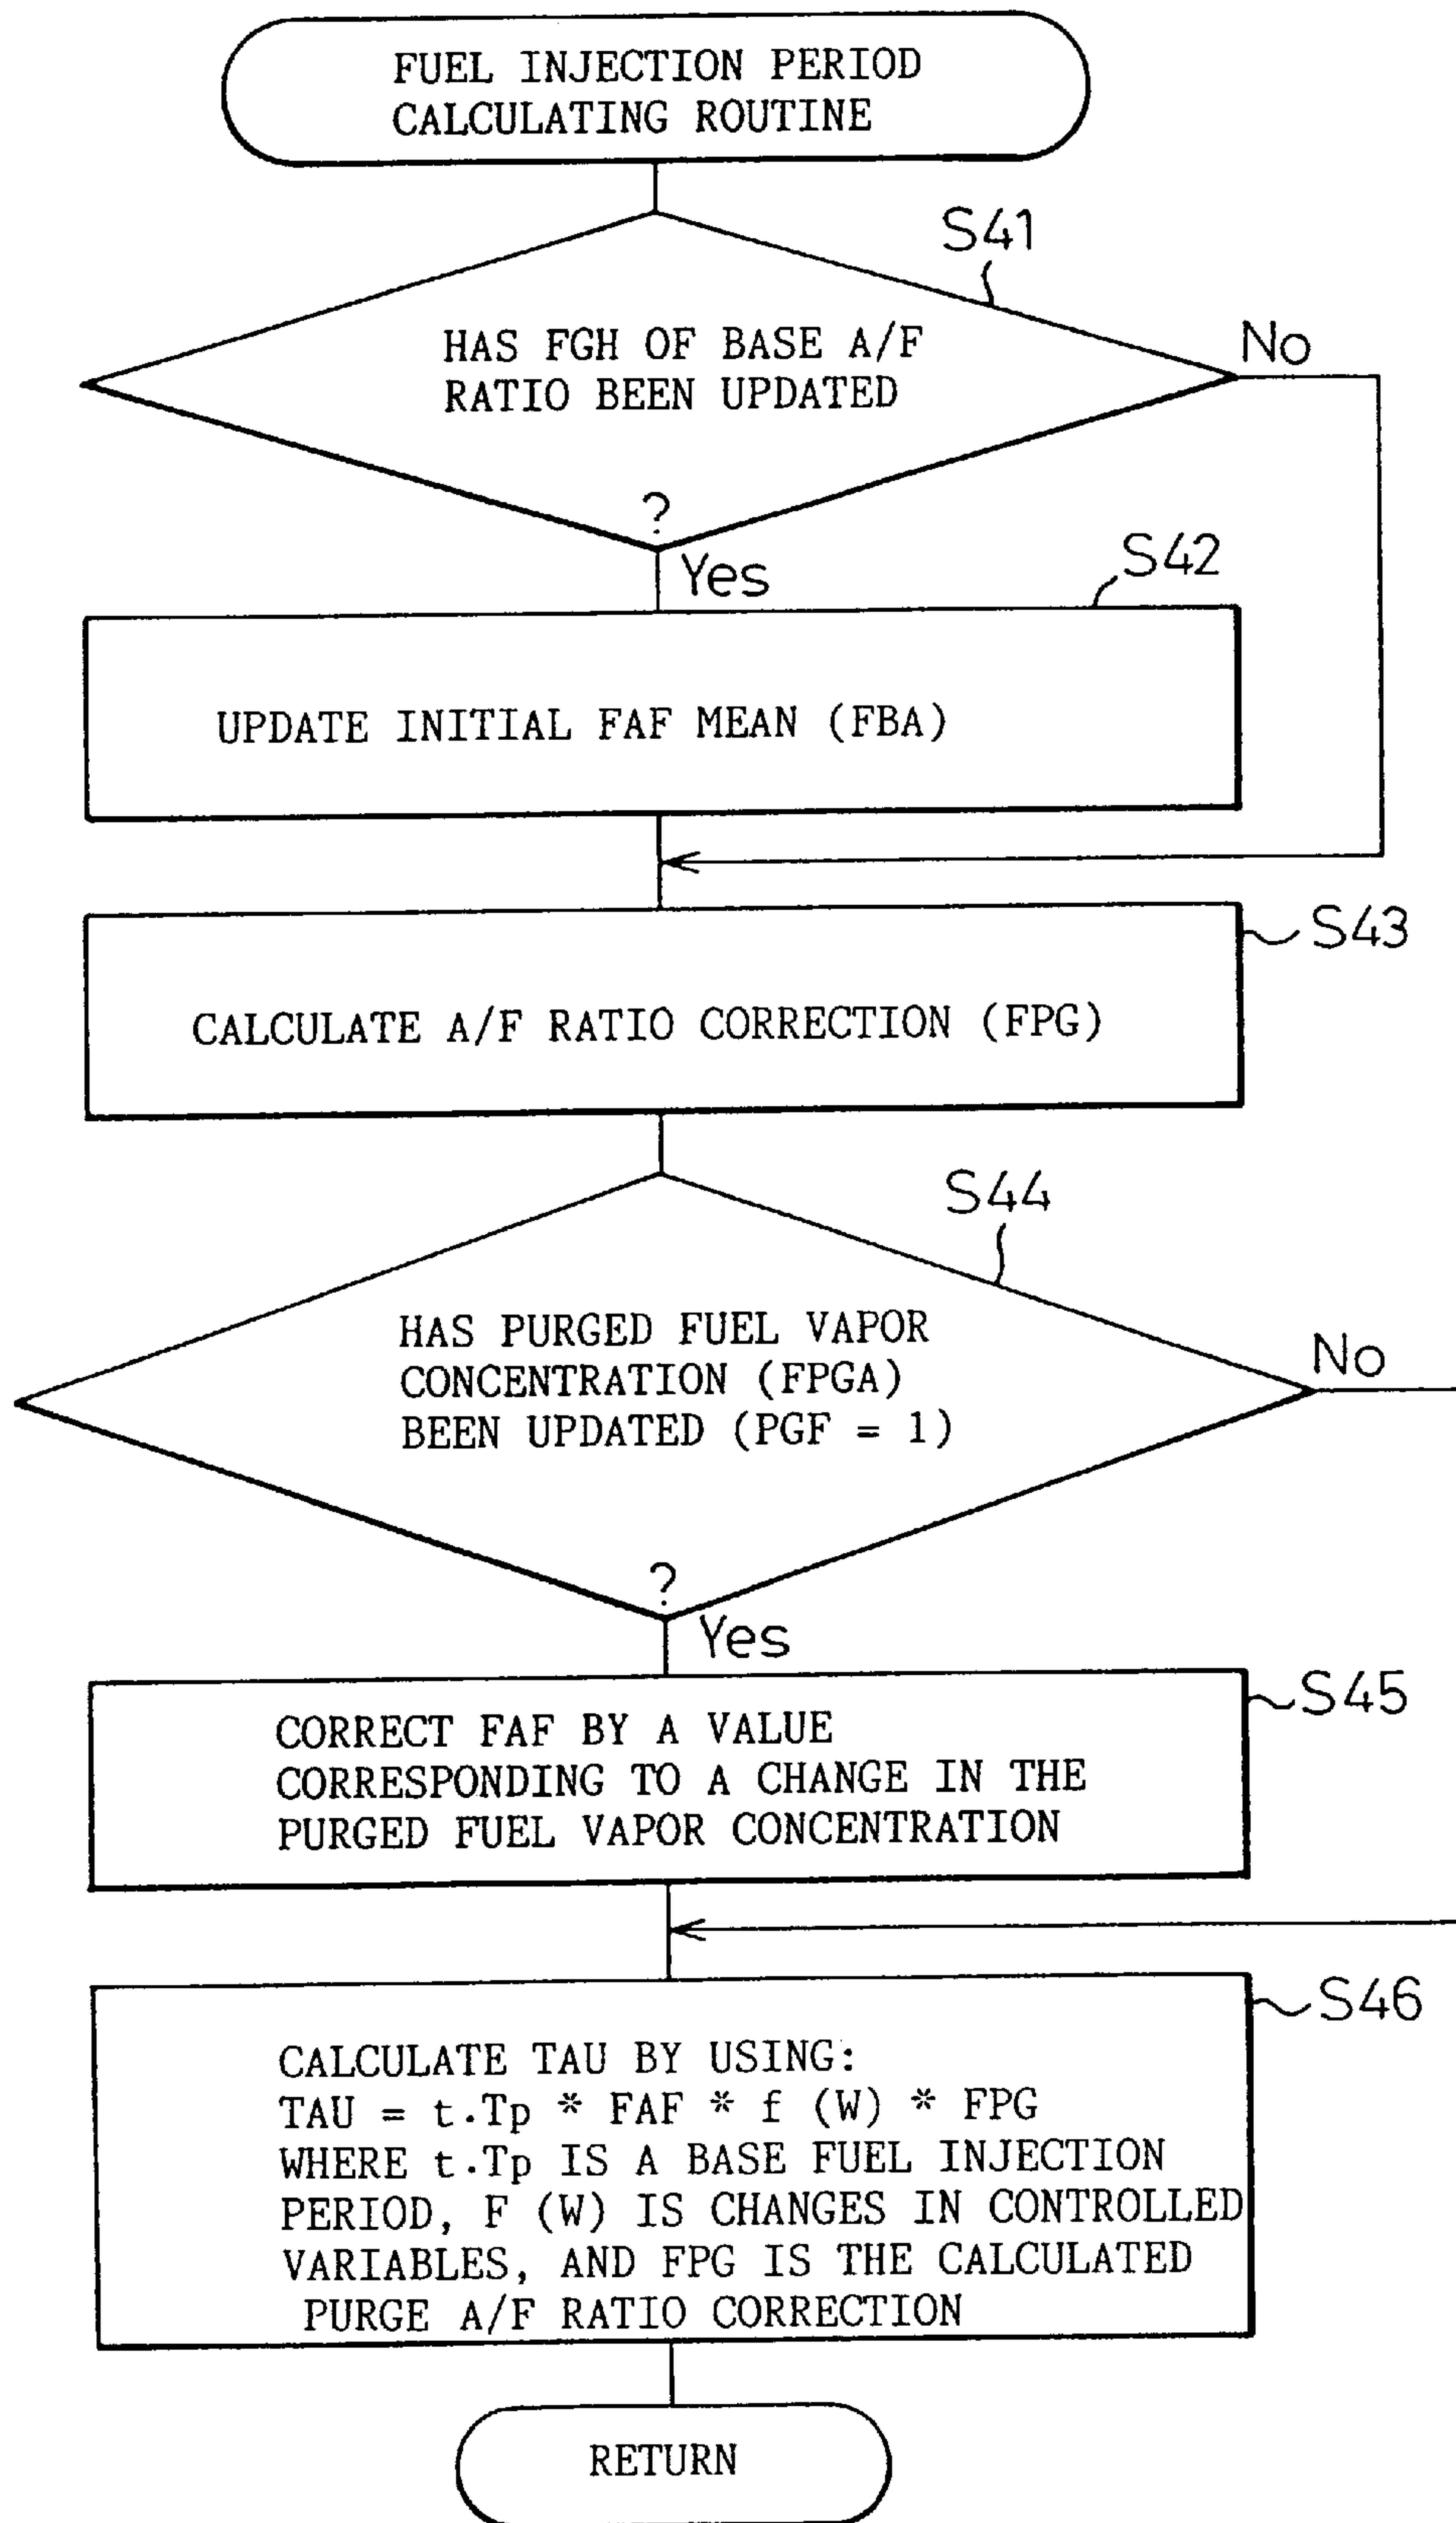 FUEL INJECTION PERIOD
CALCULATING ROUTINE
S41
HAS FGH OF BASE A/F
RATIO BEEN UPDATED
?
No
Yes
S42
UPDATE INITIAL FAF MEAN (FBA)
S43
CALCULATE A/F RATIO CORRECTION (FPG)
S44
HAS PURGED FUEL VAPOR
CONCENTRATION (FPGA)
BEEN UPDATED (PGF = 1)
?
No
Yes
S45
CORRECT FAF BY A VALUE
CORRESPONDING TO A CHANGE IN THE
PURGED FUEL VAPOR CONCENTRATION
S46
CALCULATE TAU BY USING:
TAU = t.Tp * FAF * f (W) * FPG
WHERE t.Tp IS A BASE FUEL INJECTION
PERIOD, F (W) IS CHANGES IN CONTROLLED
VARIABLES, AND FPG IS THE CALCULATED
PURGE A/F RATIO CORRECTION
RETURN